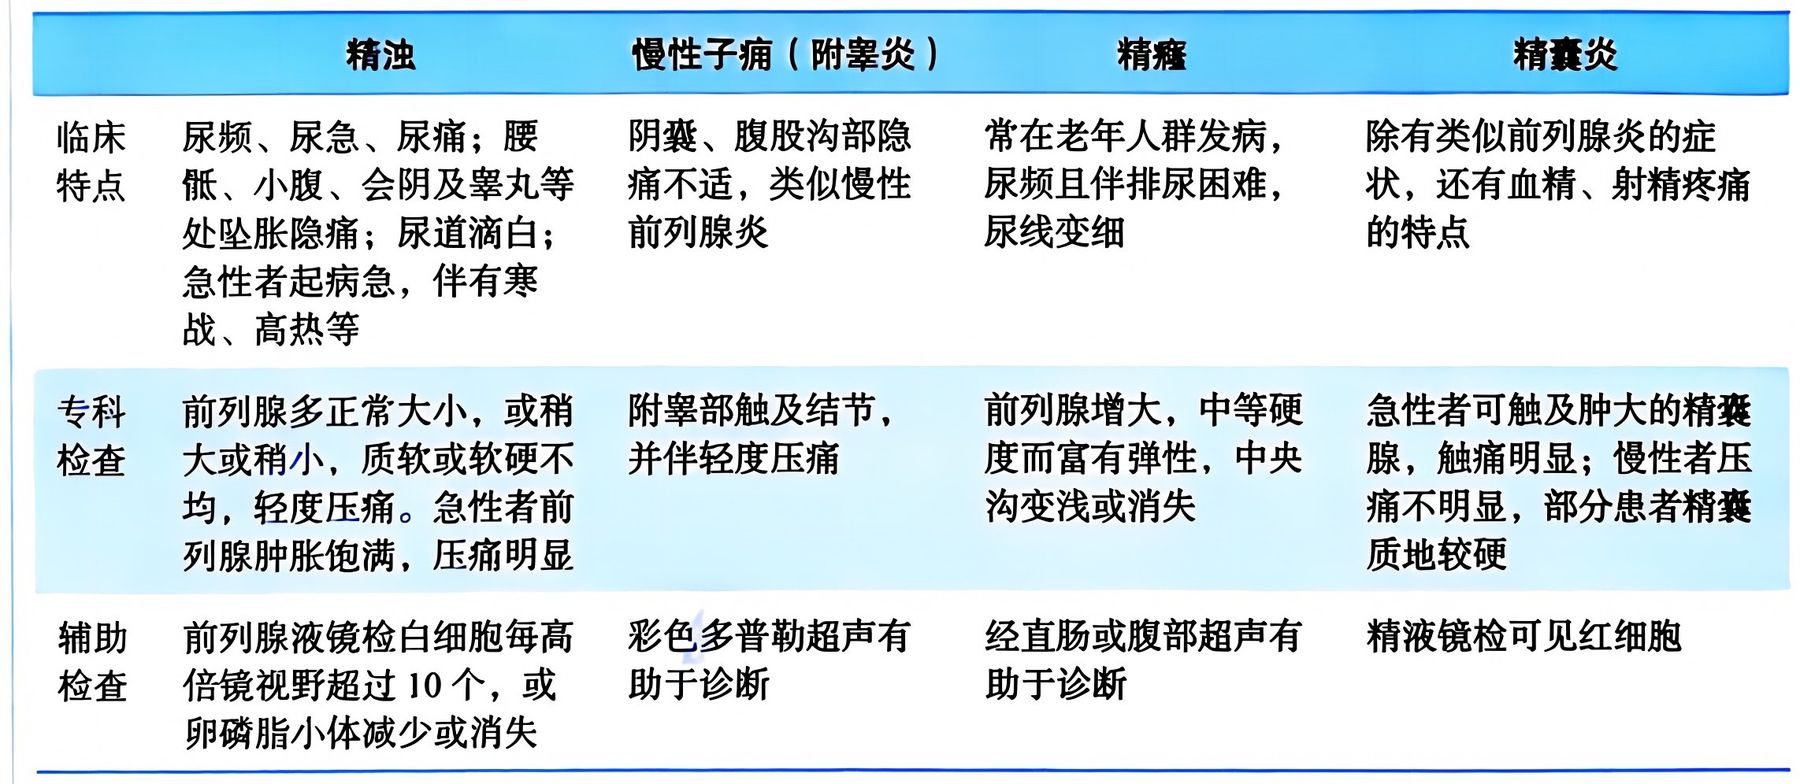 精浊
慢性子痈（附睾炎）
精癃
精囊炎
临床
特点
尿频、尿急、尿痛；腰
骶、小腹、会阴及睾丸等
处坠胀隐痛；尿道滴白；
急性者起病急，伴有寒
战、高热等
阴囊、腹股沟部隐
痛不适，类似慢性
前列腺炎
常在老年人群发病，
尿频且伴排尿困难，
尿线变细
除有类似前列腺炎的症
状，还有血精、射精疼痛
的特点
专科
检查
前列腺多正常大小，或稍
大或稍小，质软或软硬不
均，轻度压痛。急性者前
列腺肿胀饱满，压痛明显
附睾部触及结节，
并伴轻度压痛
前列腺增大，中等硬
度而富有弹性，中央
沟变浅或消失
急性者可触及肿大的精囊
腺，触痛明显；慢性者压
痛不明显，部分患者精囊
质地较硬
辅助
检查
前列腺液镜检白细胞每高
倍镜视野超过 10 个，或
卵磷脂小体减少或消失
彩色多普勒超声有
助于诊断
经直肠或腹部超声有
助于诊断
精液镜检可见红细胞